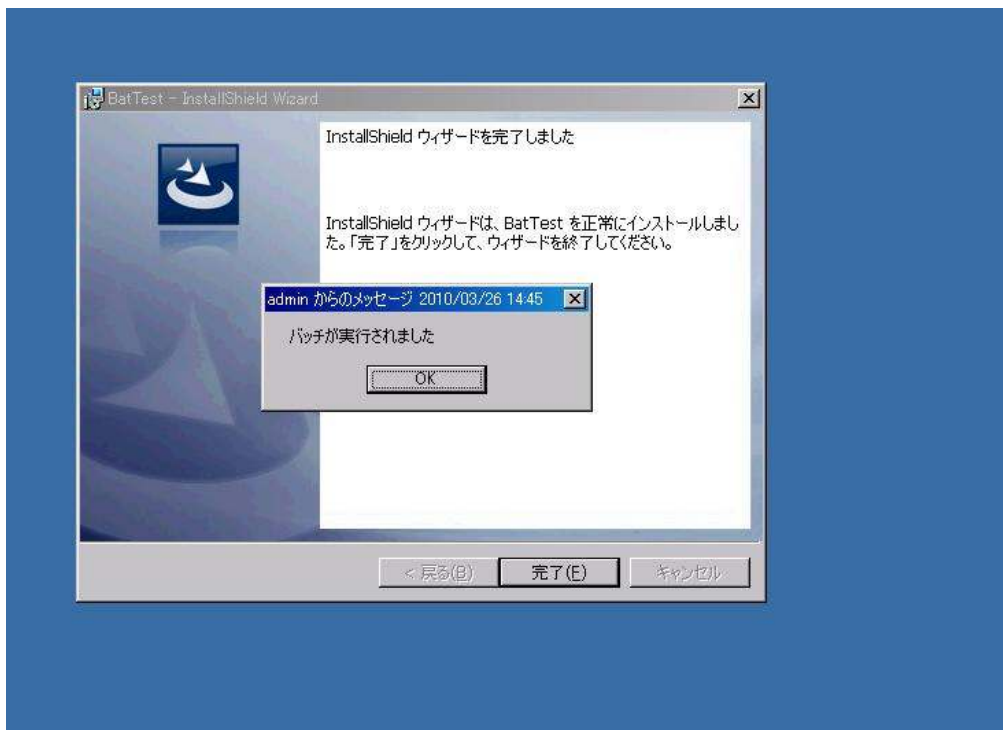 BatTest - InstallShield Wizard
InstallShield ウィザードを完了しました
InstallShield ウィザードは、BatTest を正常にインストールしまし
た。「完了」をクリックして、ウィザードを終了してください。
admin からのメッセージ 2010/03/26 14:45
バッチが実行されました
OK
< 戻る(B)
完了(E)
キャンセル